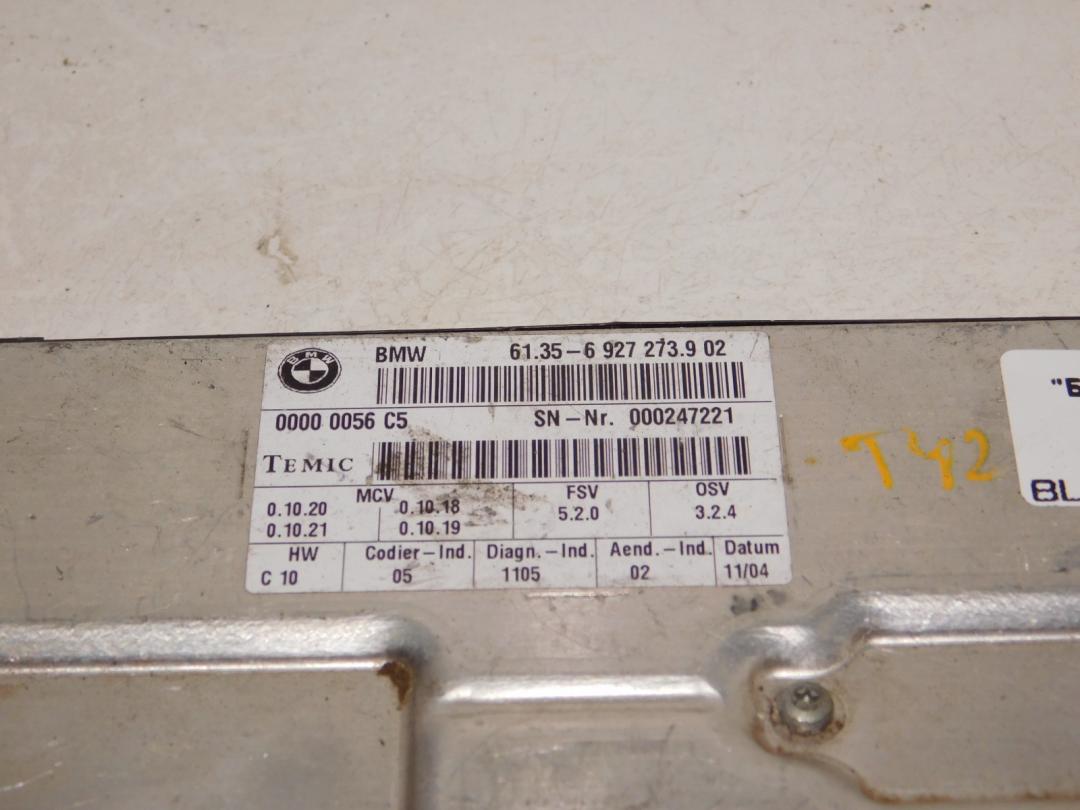 BMW
BMW 61.35-6 927 273.9 02
0000 0056 C5 SN-Nr. 000247221
TEMIC
MCV FSV OSV
0.10.20 0.10.18 5.2.0 3.2.4
0.10.21 0.10.19
HW Codier-Ind. Diagn.-Ind. Aend.-Ind. Datum
C 10 05 1105 02 11/04
T42